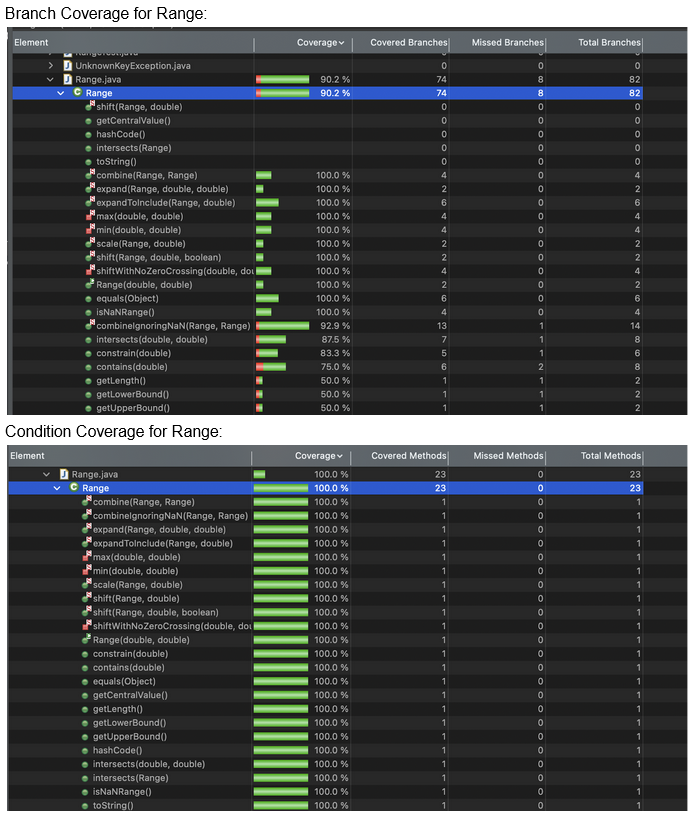 Branch Coverage for Range:
Element Coverage Covered Branches Missed Branches Total Branches
UnknownKeyException.java 0 0 0
Range.java 90.2 % 74 8 82
Range 90.2 % 74 8 82
shift(Range, double) 0 0 0
getCentralValue() 0 0 0
hashCode() 0 0 0
intersects(Range) 0 0 0
toString() 0 0 0
combine(Range, Range) 100.0 % 4 0 4
expand(Range, double, double) 100.0 % 2 0 2
expandToInclude(Range, double) 100.0 % 6 0 6
max(double, double) 100.0 % 4 0 4
min(double, double) 100.0 % 4 0 4
scale(Range, double) 100.0 % 2 0 2
shift(Range, double, boolean) 100.0 % 2 0 2
shiftWithNoZeroCrossing(double, dou 100.0 % 4 0 4
Range(double, double) 100.0 % 2 0 2
equals(Object) 100.0 % 6 0 6
isNaNRange() 100.0 % 4 0 4
combineIgnoringNaN(Range, Range) 92.9 % 13 1 14
intersects(double, double) 87.5 % 7 1 8
constrain(double) 83.3 % 5 1 6
contains(double) 75.0 % 6 2 8
getLength() 50.0 % 1 1 2
getLowerBound() 50.0 % 1 1 2
getUpperBound() 50.0 % 1 1 2
Condition Coverage for Range:
Element Coverage Covered Methods Missed Methods Total Methods
Range.java 100.0 % 23 0 23
Range 100.0 % 23 0 23
combine(Range, Range) 100.0 % 1 0 1
combineIgnoringNaN(Range, Range) 100.0 % 1 0 1
expand(Range, double, double) 100.0 % 1 0 1
expandToInclude(Range, double) 100.0 % 1 0 1
max(double, double) 100.0 % 1 0 1
min(double, double) 100.0 % 1 0 1
scale(Range, double) 100.0 % 1 0 1
shift(Range, double) 100.0 % 1 0 1
shift(Range, double, boolean) 100.0 % 1 0 1
shiftWithNoZeroCrossing(double, dou 100.0 % 1 0 1
Range(double, double) 100.0 % 1 0 1
constrain(double) 100.0 % 1 0 1
contains(double) 100.0 % 1 0 1
equals(Object) 100.0 % 1 0 1
getCentralValue() 100.0 % 1 0 1
getLength() 100.0 % 1 0 1
getLowerBound() 100.0 % 1 0 1
getUpperBound() 100.0 % 1 0 1
hashCode() 100.0 % 1 0 1
intersects(double, double) 100.0 % 1 0 1
intersects(Range) 100.0 % 1 0 1
isNaNRange() 100.0 % 1 0 1
toString() 100.0 % 1 0 1